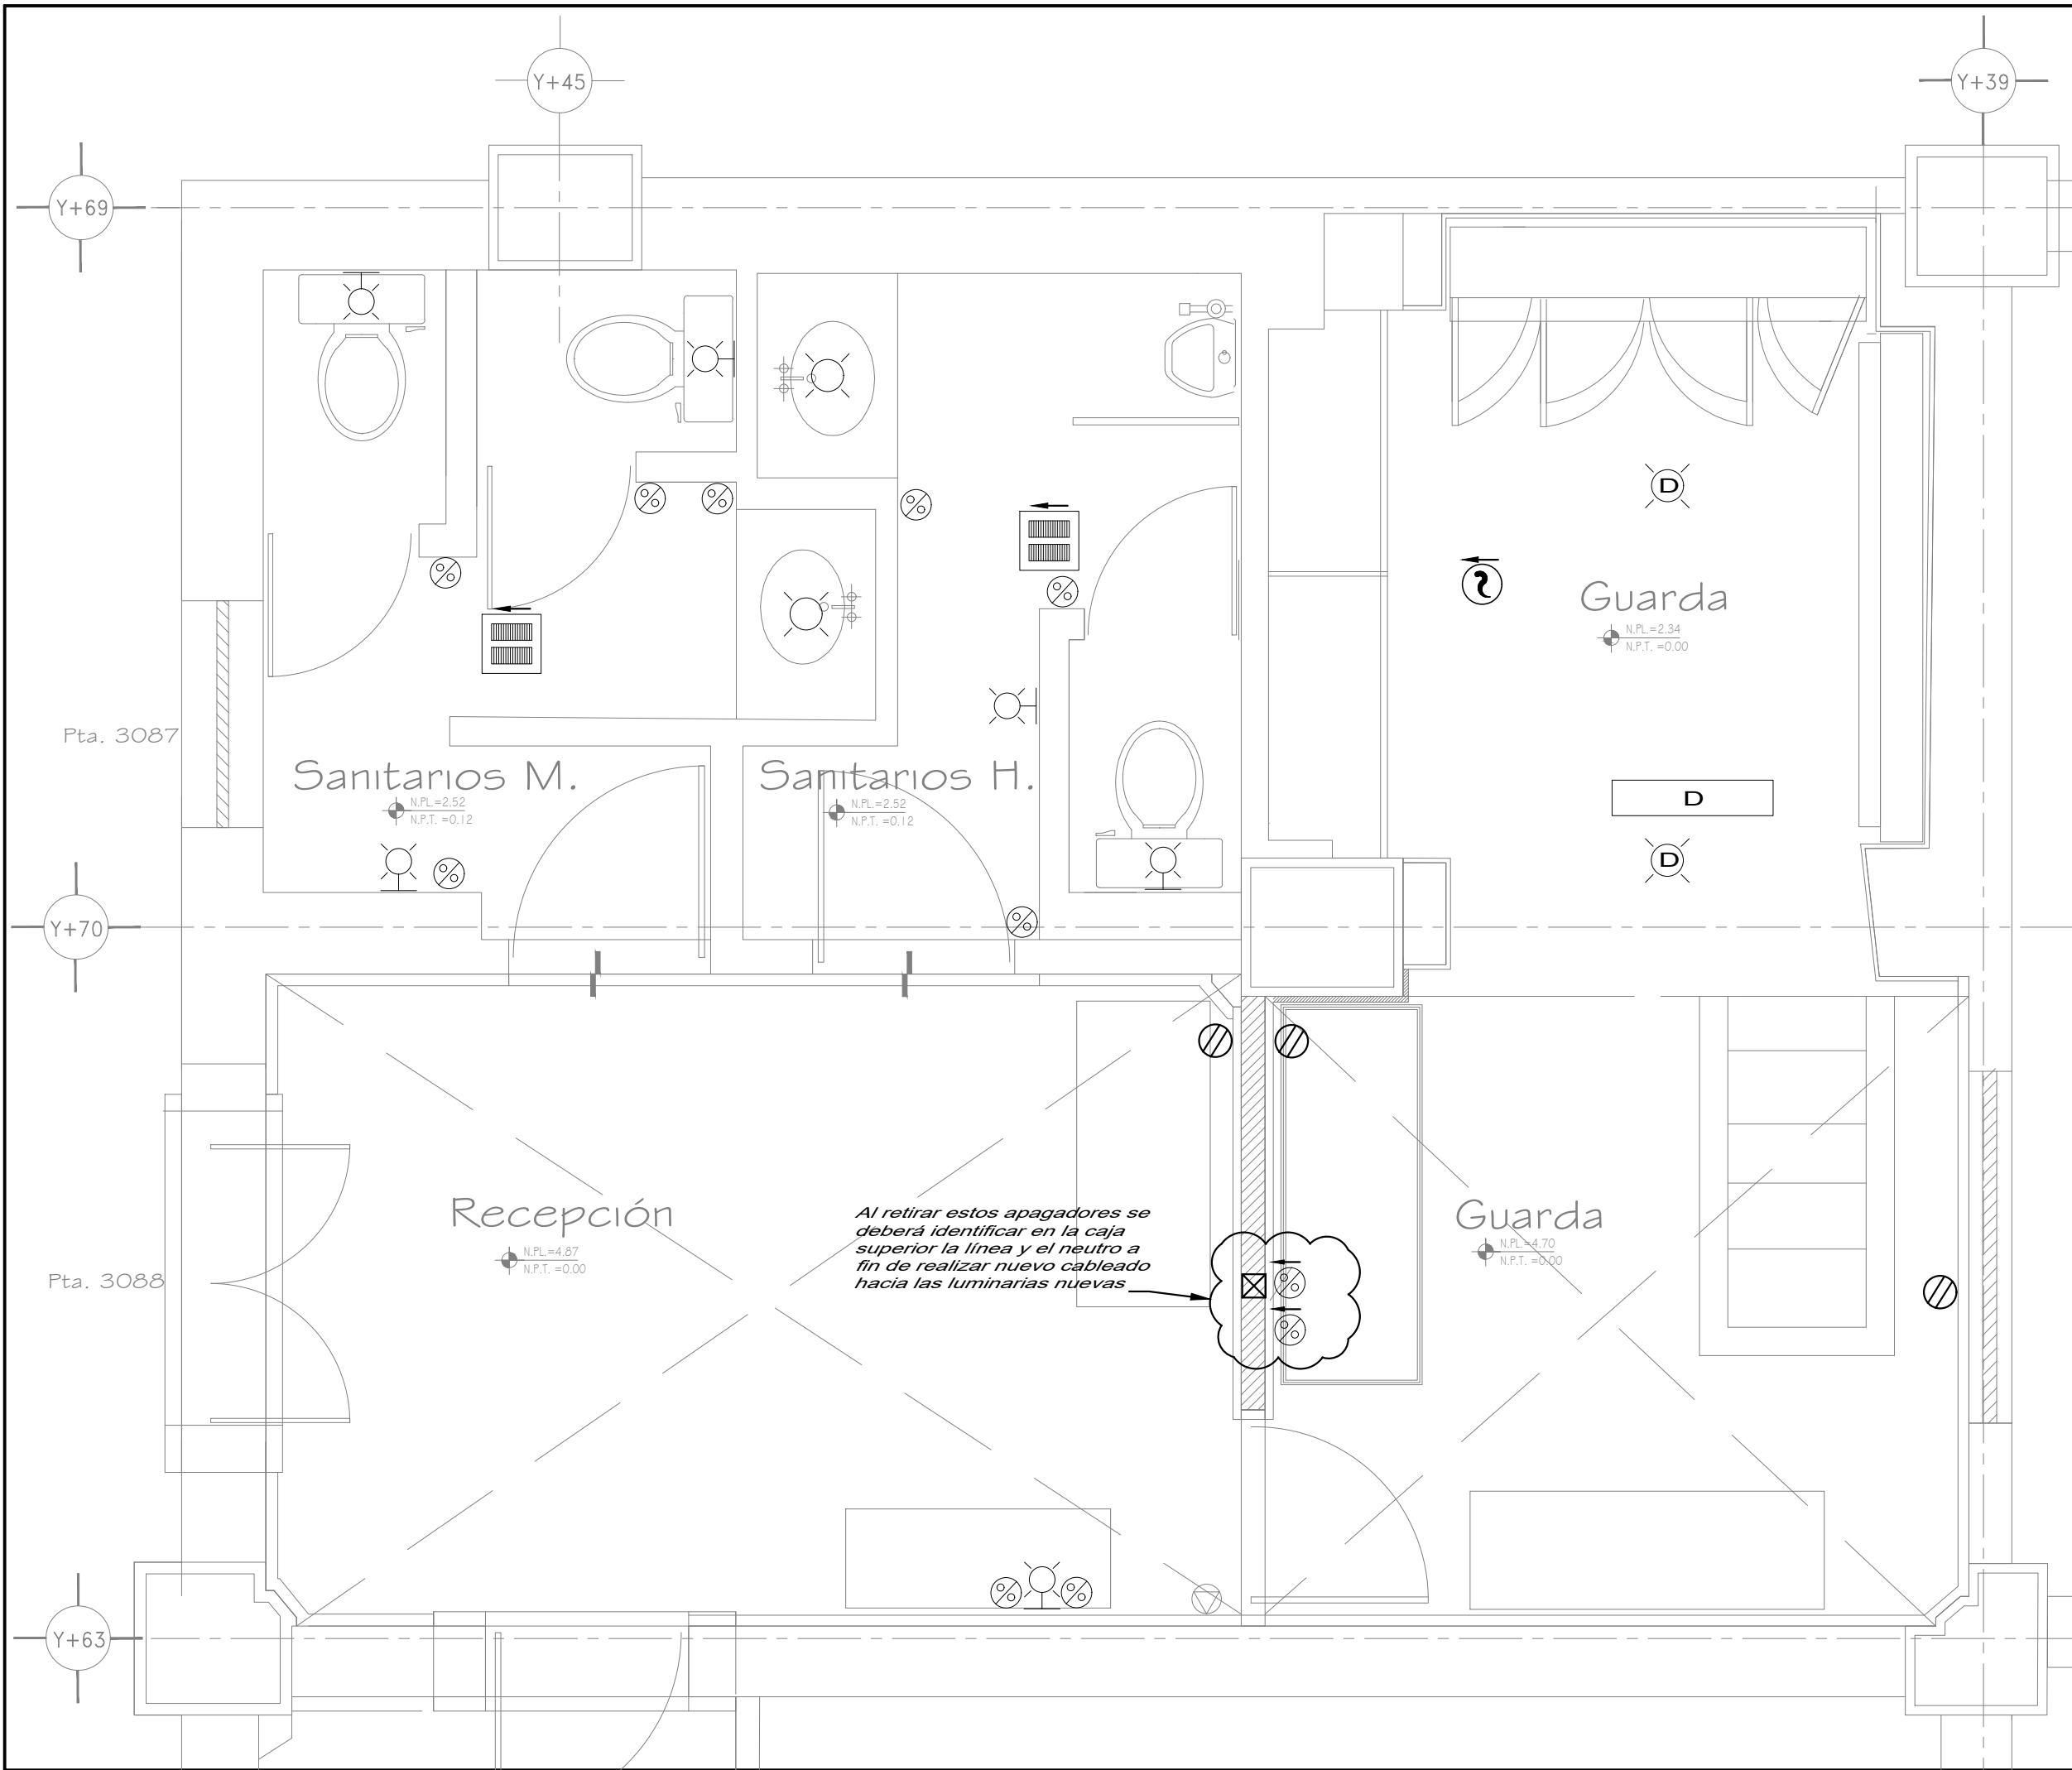 Y+45
Y+39
Y+69
D
Guarda
N.PL.=2.34
N.P.T. =0.00
Pta. 3087
Sanitarios M.
N.PL.=2.52
N.P.T. =0.12
Sanitarios H.
N.PL.=2.52
N.P.T. =0.12
D
D
Y+70
Recepción
N.PL.=4.87
N.P.T. =0.00
Al retirar estos apagadores se
deberá identificar en la caja
superior la línea y el neutro a
fin de realizar nuevo cableado
hacia las luminarias nuevas
Guarda
N.PL.=4.70
N.P.T. =0.00
Pta. 3088
Y+63